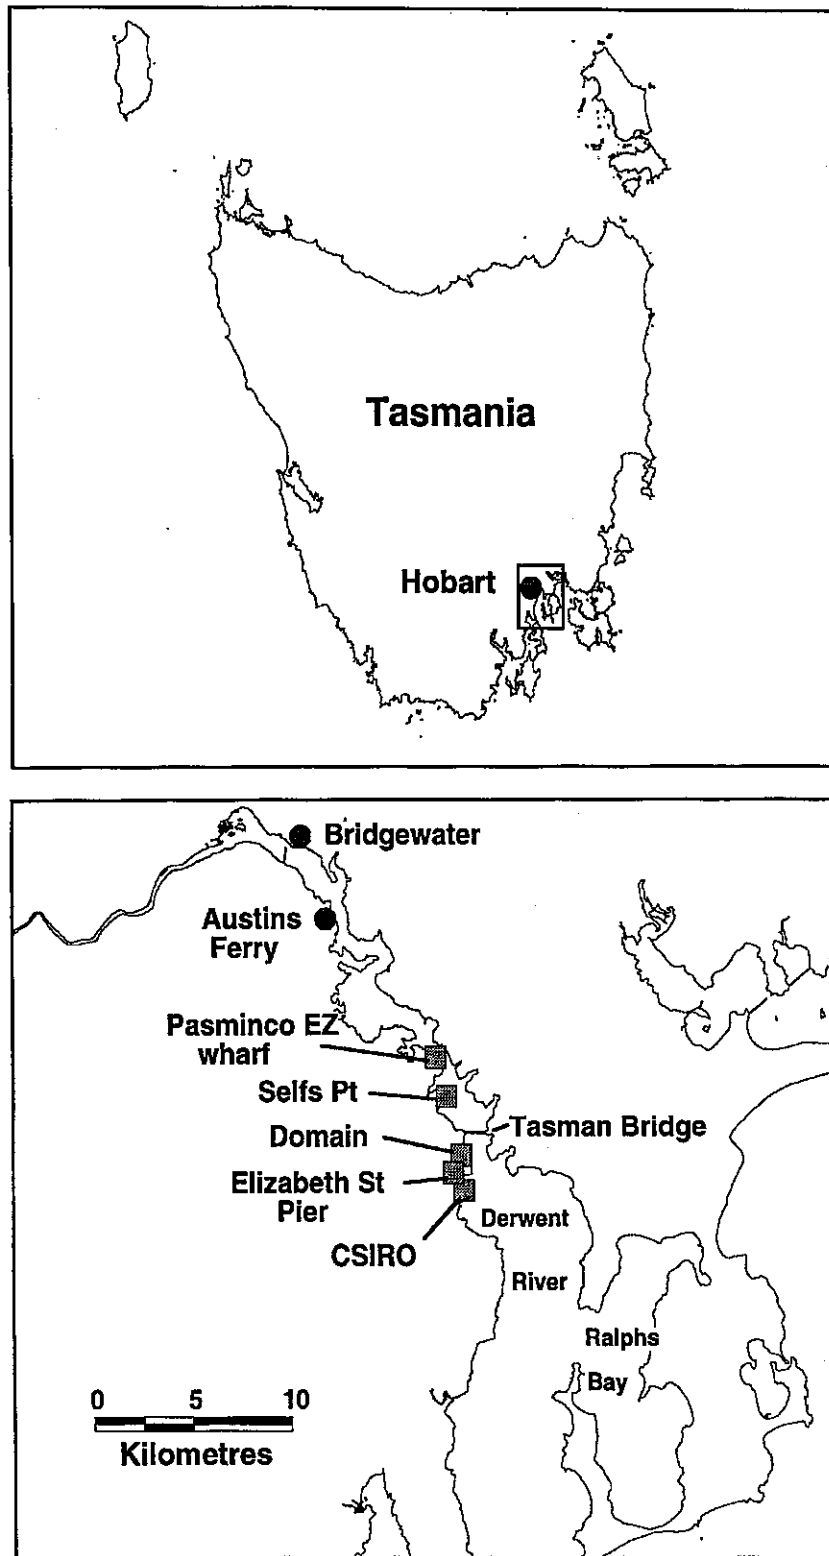 Tasmania
Hobart
Bridgewater
Austins
Ferry
Pasminco EZ
wharf
Selfs Pt
Tasman Bridge
Domain
Elizabeth St
Pier
Derwent
CSIRO
River
Ralphs
Bay
0 5 10
Kilometres